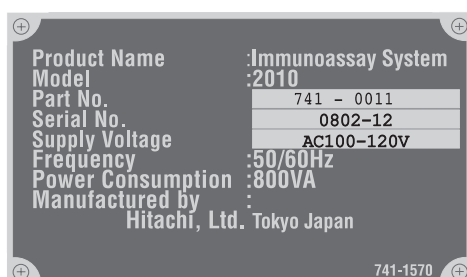 Product Name :Immunoassay System
Model :2010
Part No. 741 - 0011
Serial No. 0802-12
Supply Voltage AC100-120V
Frequency :50/60Hz
Power Consumption :800VA
Manufactured by :
Hitachi, Ltd. Tokyo Japan
741-1570